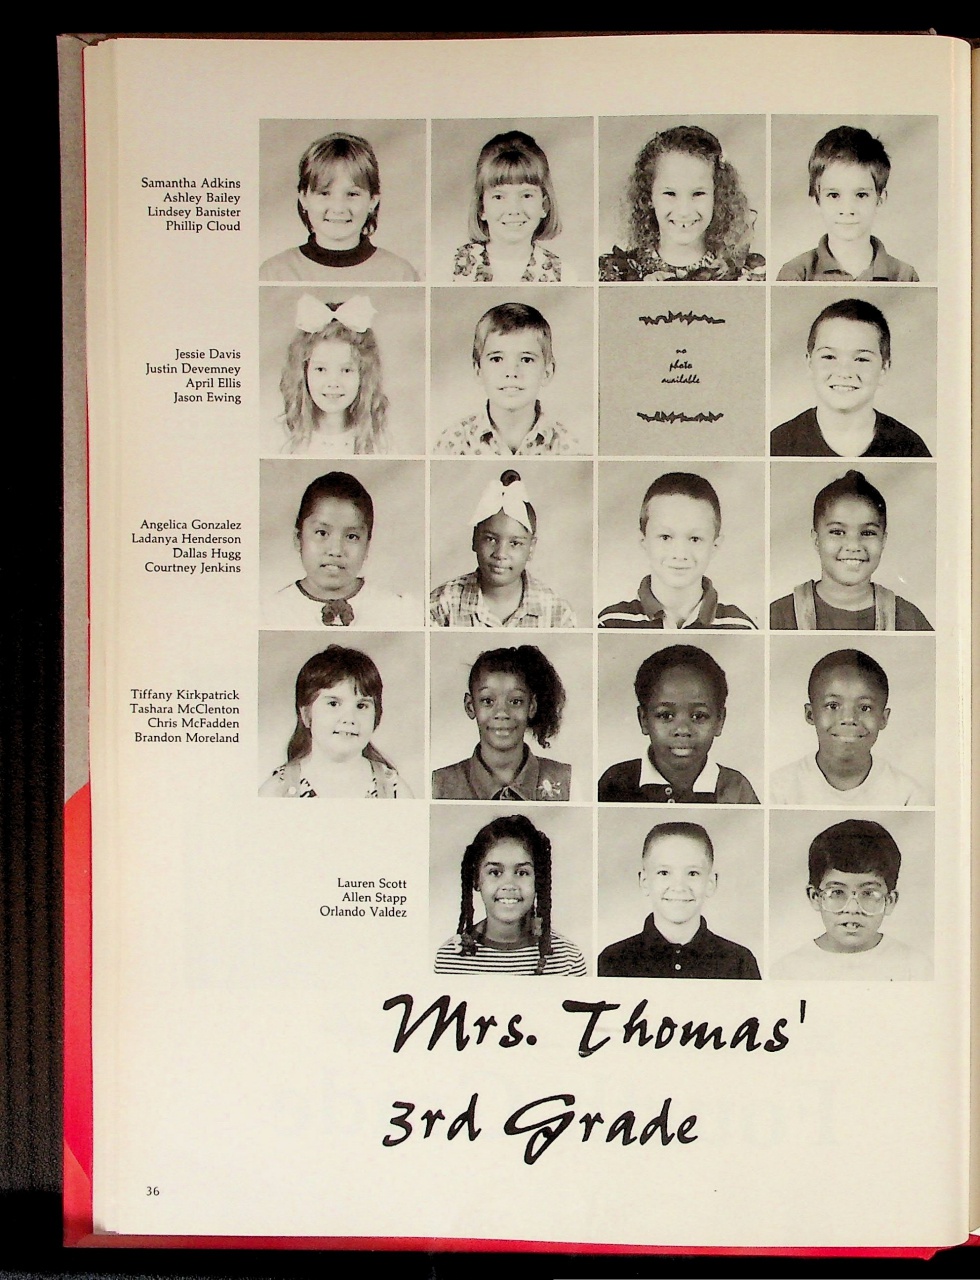 Samantha Adkins
Ashley Bailey
Lindsey Banister
Phillip Cloud
Jessie Davis
Justin Devemney
April Ellis
Jason Ewing
no
photo
available
Angelica Gonzalez
Ladanya Henderson
Dallas Hugg
Courtney Jenkins
Tiffany Kirkpatrick
Tashara McClenton
Chris McFadden
Brandon Moreland
Lauren Scott
Allen Stapp
Orlando Valdez
Mrs. Thomas'
3rd Grade
36